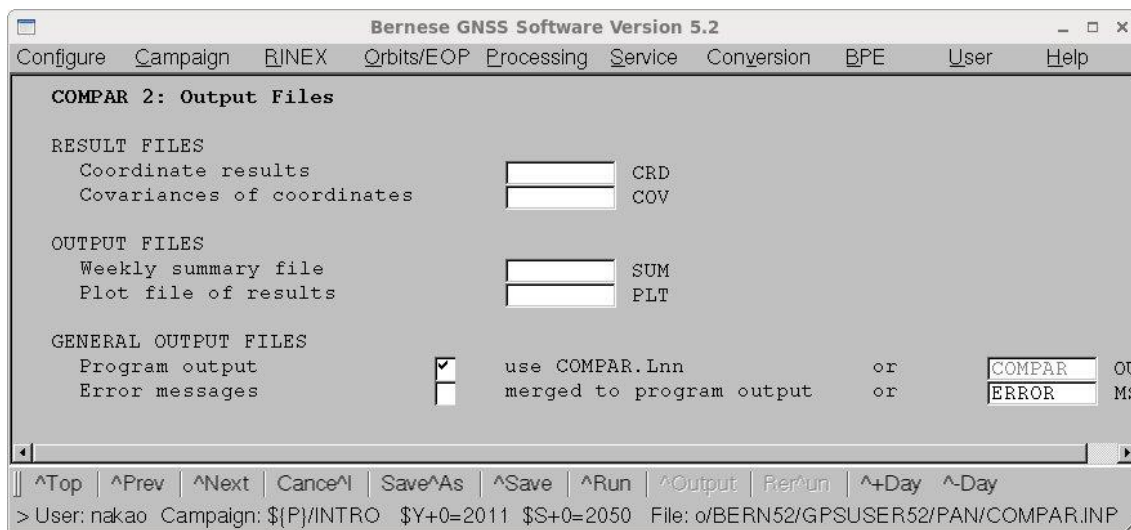 Bernese GNSS Software Version 5.2
Configure Campaign RINEX Orbits/EOP Processing Service Conversion BPE User Help
COMPAR 2: Output Files
RESULT FILES
Coordinate results CRD
Covariances of coordinates COV
OUTPUT FILES
Weekly summary file SUM
Plot file of results PLT
GENERAL OUTPUT FILES
Program output use COMPAR.Lnn or COMPAR OU
Error messages merged to program output or ERROR MS
^Top ^Prev ^Next Cance^l Save^As ^Save ^Run ^Output Rer^un ^+Day ^-Day
> User: nakao Campaign: ${P}/INTRO $Y+0=2011 $S+0=2050 File: o/BERN52/GPSUSER52/PAN/COMPAR.INP